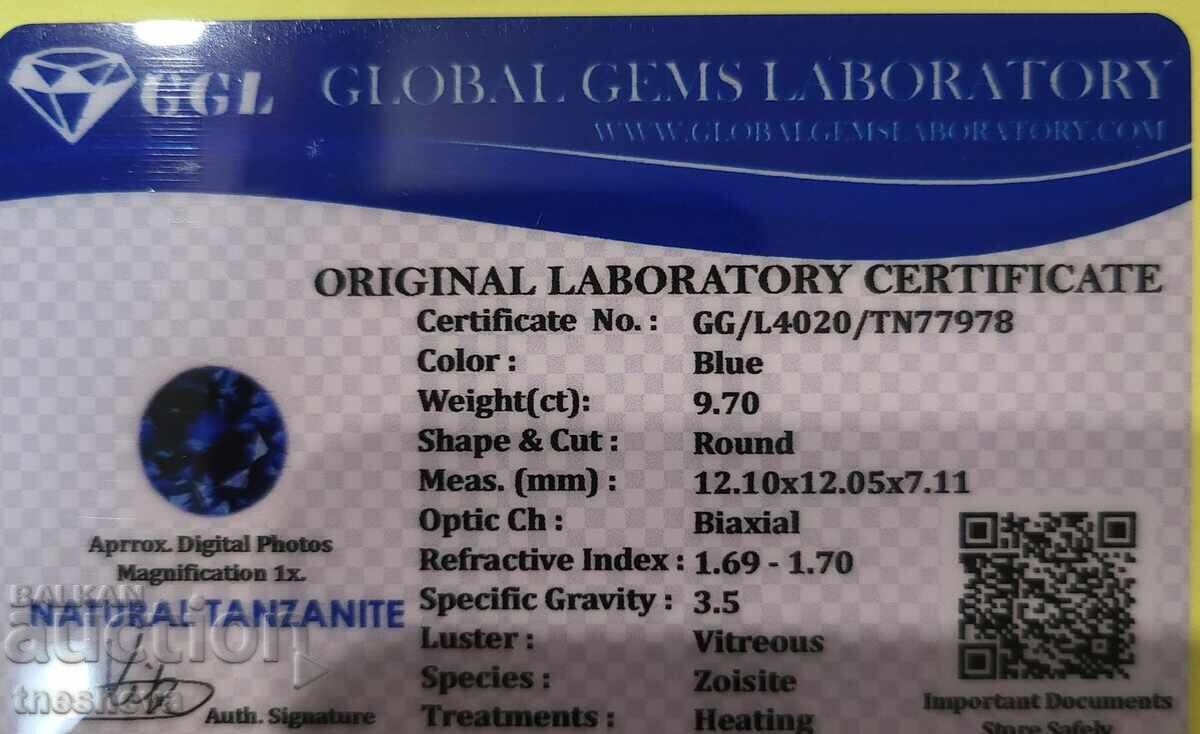 GGL GLOBAL GEMS LABORATORY
WWW.GLOBALGEMSLABORATORY.COM
ORIGINAL LABORATORY CERTIFICATE
Certificate No. : GG/L4020/TN77978
Color : Blue
Weight(ct): 9.70
Shape & Cut : Round
Meas. (mm) : 12.10x12.05x7.11
Optic Ch : Biaxial
Refractive Index : 1.69 - 1.70
Specific Gravity : 3.5
Luster : Vitreous
Species : Zoisite
Treatments : Heating
Aprrox. Digital Photos
Magnification 1x.
NATURAL TANZANITE
Auth. Signature
Important Documents
Store Safely
BALKAN
auction
tnesheva